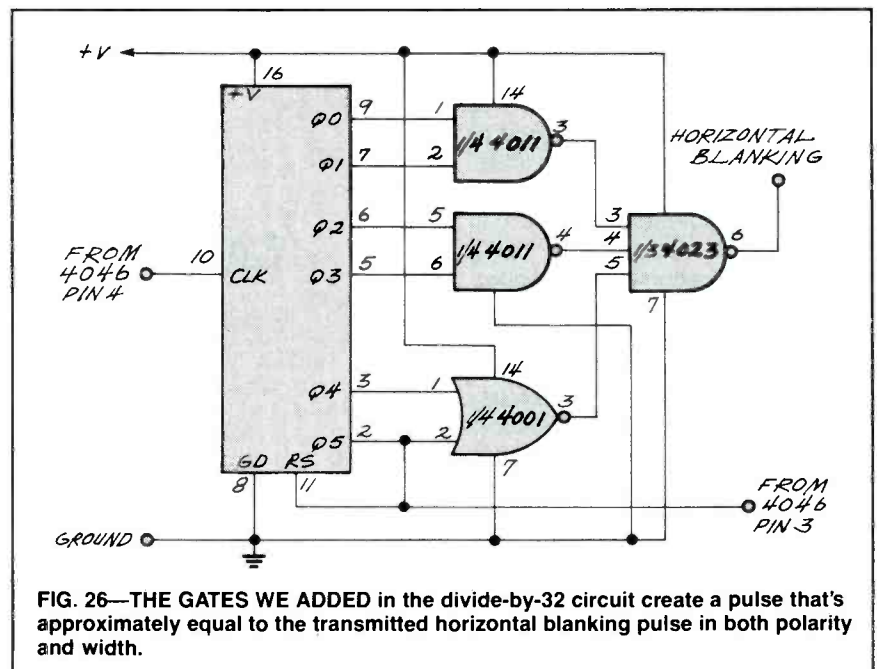 +V
16
+V
Q0 9 1
Q1 7 2
14
1/4 4011
3
HORIZONTAL
BLANKING
Q2 6 5
Q3 5 6
1/4 4011
4
3
4
5
1/3 4023
6
7
FROM
4046
PIN 4
10
CLK
Q4 3 1
Q5 2 2
14
1/4 4001
3
7
GD RS
8 11
FROM
4046
PIN 3
GROUND
FIG. 26—THE GATES WE ADDED in the divide-by-32 circuit create a pulse that's
approximately equal to the transmitted horizontal blanking pulse in both polarity
and width.